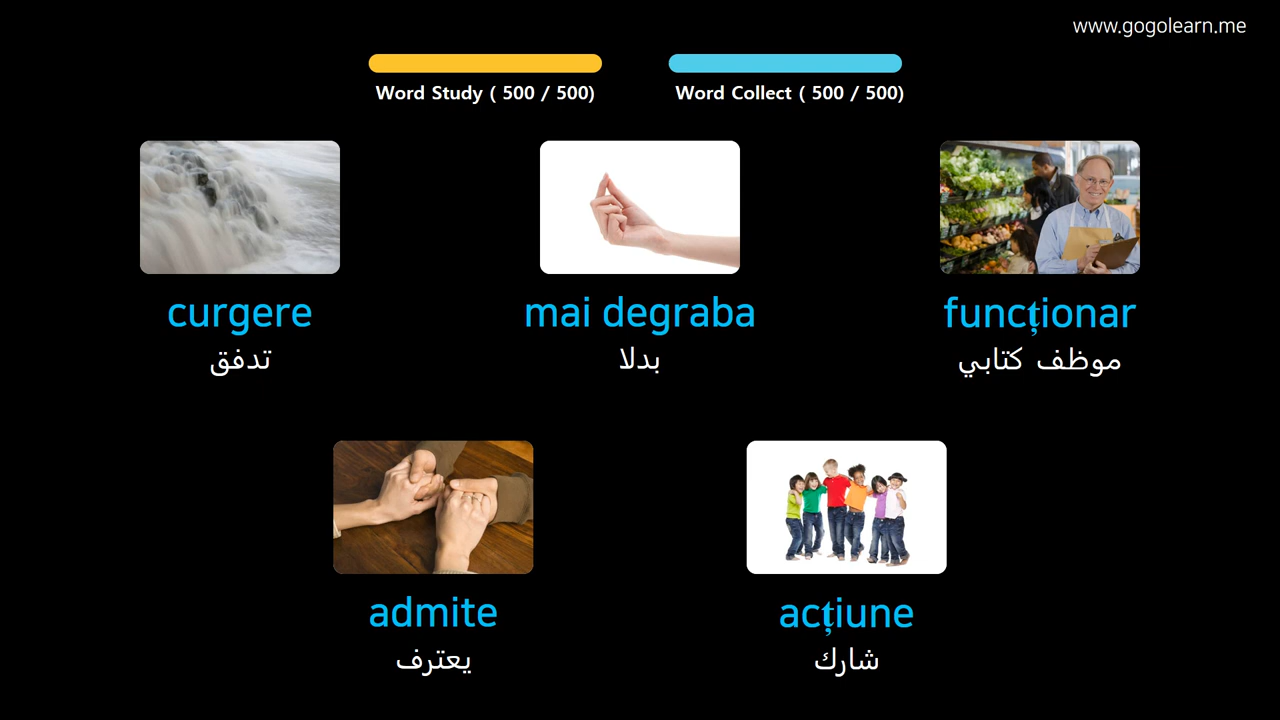 www.gogolearn.me
Word Study ( 500 / 500)
Word Collect ( 500 / 500)
curgere
تدفق
mai degraba
بدلا
funcționar
موظف كتابي
admite
يعترف
acțiune
شارك